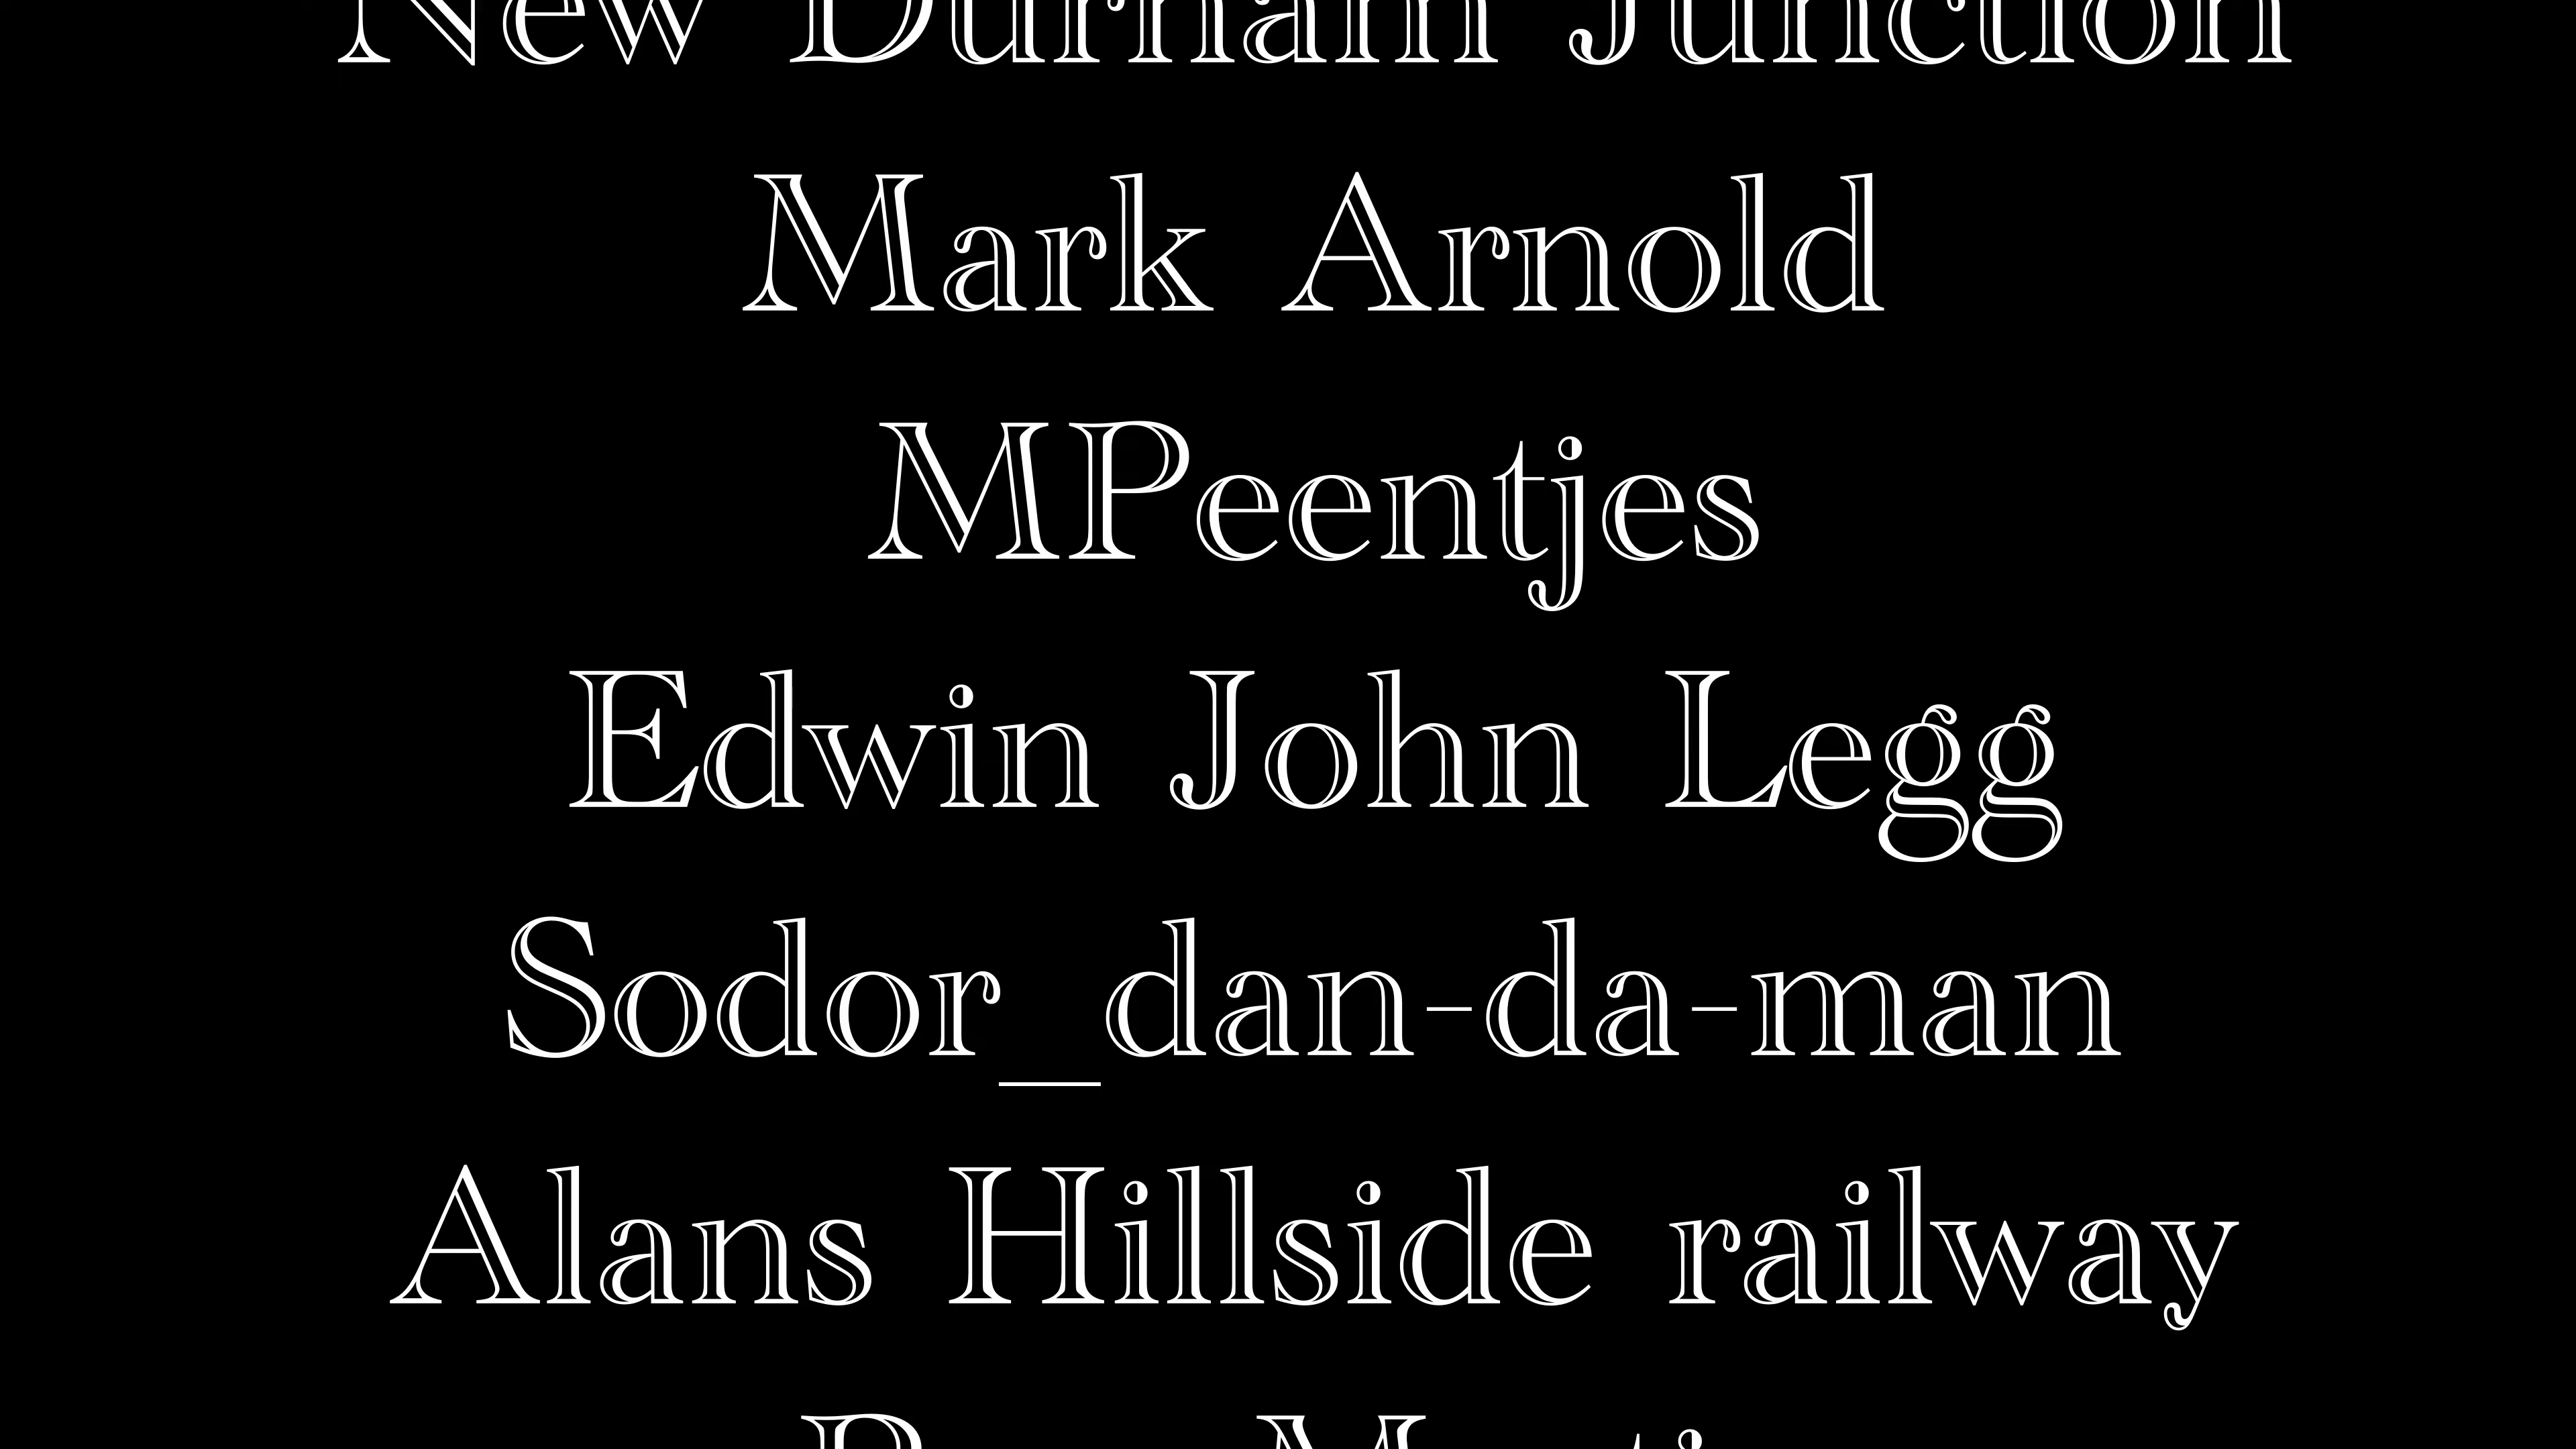 New Durham Junction
Mark Arnold
MPeentjes
Edwin John Legg
Sodor_dan-da-man
Alans Hillside railway